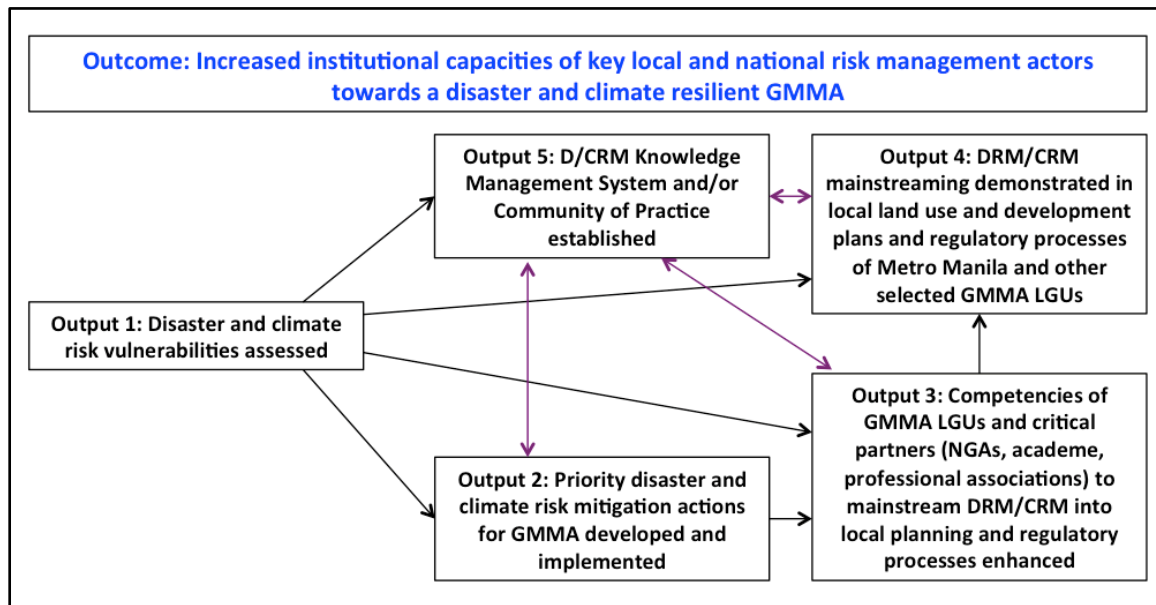 Outcome: Increased institutional capacities of key local and national risk management actors
towards a disaster and climate resilient GMMA
Output 5: D/CRM Knowledge
Management System and/or
Community of Practice
established
Output 4: DRM/CRM
mainstreaming demonstrated in
local land use and development
plans and regulatory processes
of Metro Manila and other
selected GMMA LGUs
Output 1: Disaster and climate
risk vulnerabilities assessed
Output 2: Priority disaster and
climate risk mitigation actions
for GMMA developed and
implemented
Output 3: Competencies of
GMMA LGUs and critical
partners (NGAs, academe,
professional associations) to
mainstream DRM/CRM into
local planning and regulatory
processes enhanced